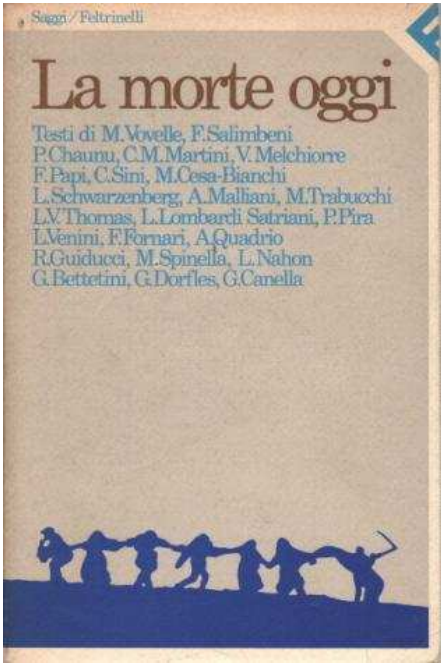 Saggi/Feltrinelli
La morte oggi
Testi di M.Vovelle, F.Salimbeni
P.Chaunu, C.M.Martini, V.Melchiorre
F.Papi, C.Sini, M.Cesa-Bianchi
L.Schwarzenberg, A.Malliani, M.Trabucchi
L.V.Thomas, L.Lombardi Satriani, P.Pira
I.Venini, F.Fornari, A.Quadrio
R.Guiducci, M.Spinella, L.Nahon
G.Bettetini, G.Dorfles, G.Canella